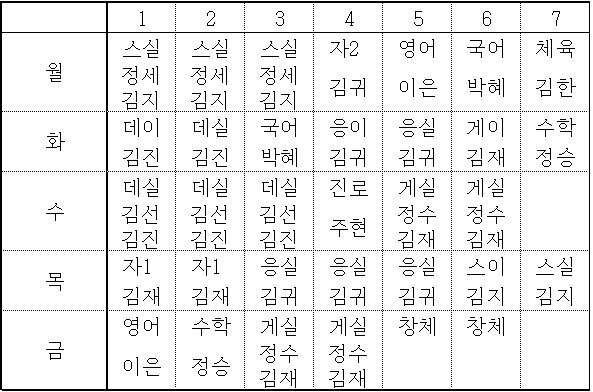 1 2 3 4 5 6 7
스실 스실 스실 자2 영어 국어 체육
월 정세 정세 정세 김귀 이은 박혜 김한
김지 김지 김지
데이 데실 국어 응이 응실 게이 수학
화
김진 김진 박혜 김귀 김귀 김재 정승
데실 데실 데실 진로 게실 게실
수 김선 김선 김선 주현 정수 정수
김진 김진 김진 김재 김재
자1 자1 응실 응실 응실 스이 스실
목
김재 김재 김귀 김귀 김귀 김지 김지
영어 수학 게실 게실 창체 창체
금 이은 정승 정수 정수
김재 김재